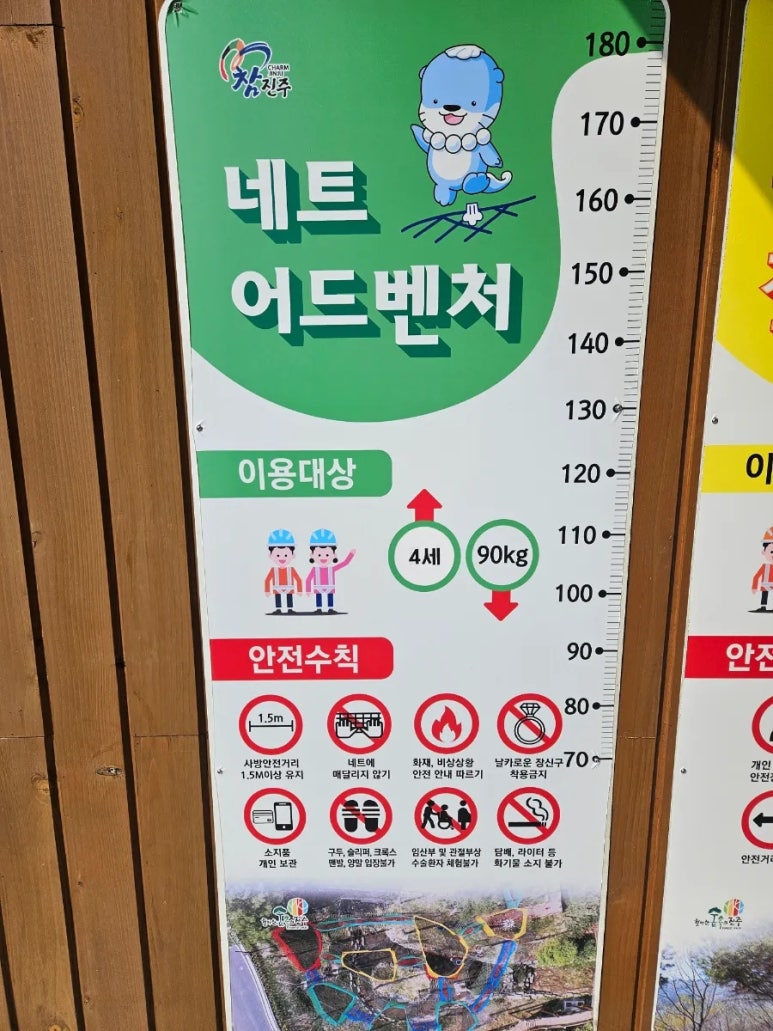 참진주
CHARM
JINJU
네트
어드벤처
180
170
160
150
140
130
120
110
100
90
80
70
이용대상
4세
90kg
안전수칙
1.5m
사방안전거리
1.5M이상 유지
네트에
매달리지 않기
화재, 비상상황
안전 안내 따르기
날카로운 장신구
착용금지
소지품
개인 보관
구두, 슬리퍼, 크록스
맨발, 양말 입장불가
임산부 및 관절부상
수술환자 체험불가
담배, 라이터 등
화기물 소지 불가
이
안전
개인
안전거